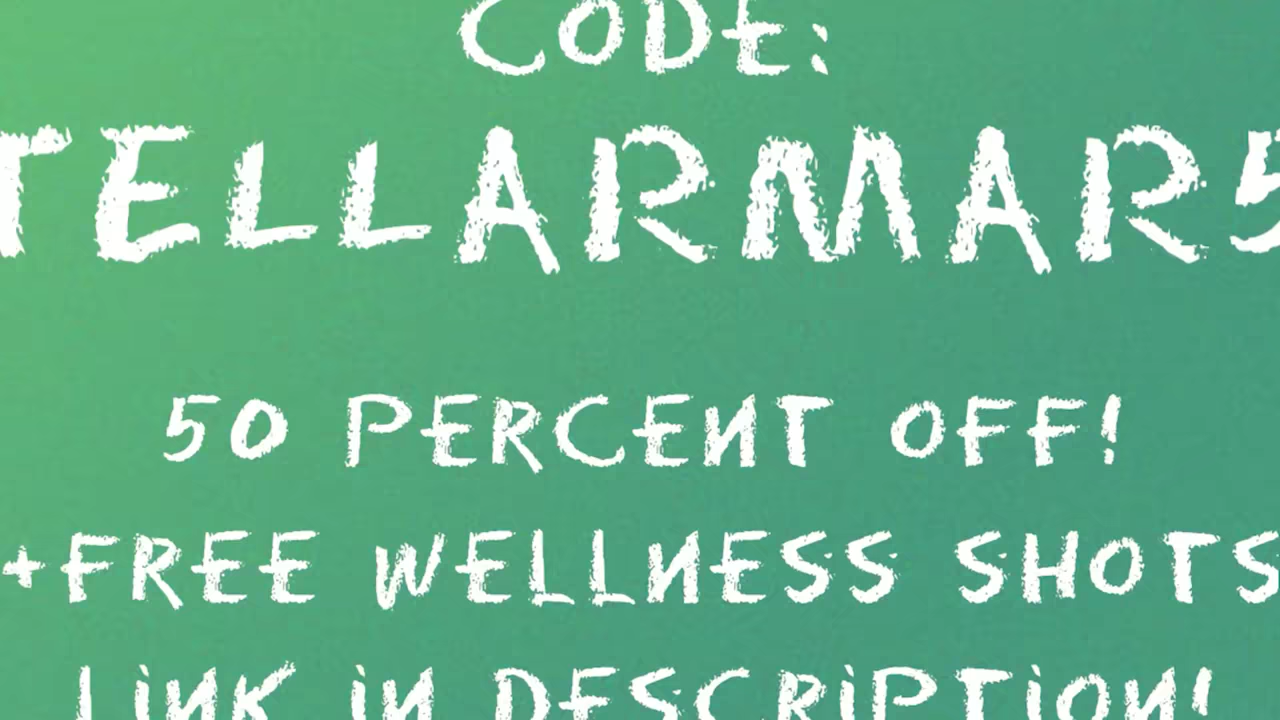 CODE:
TELLARMAR5
50 PERCENT OFF!
+FREE WELLNESS SHOTS
LINK IN DESCRIPTION!